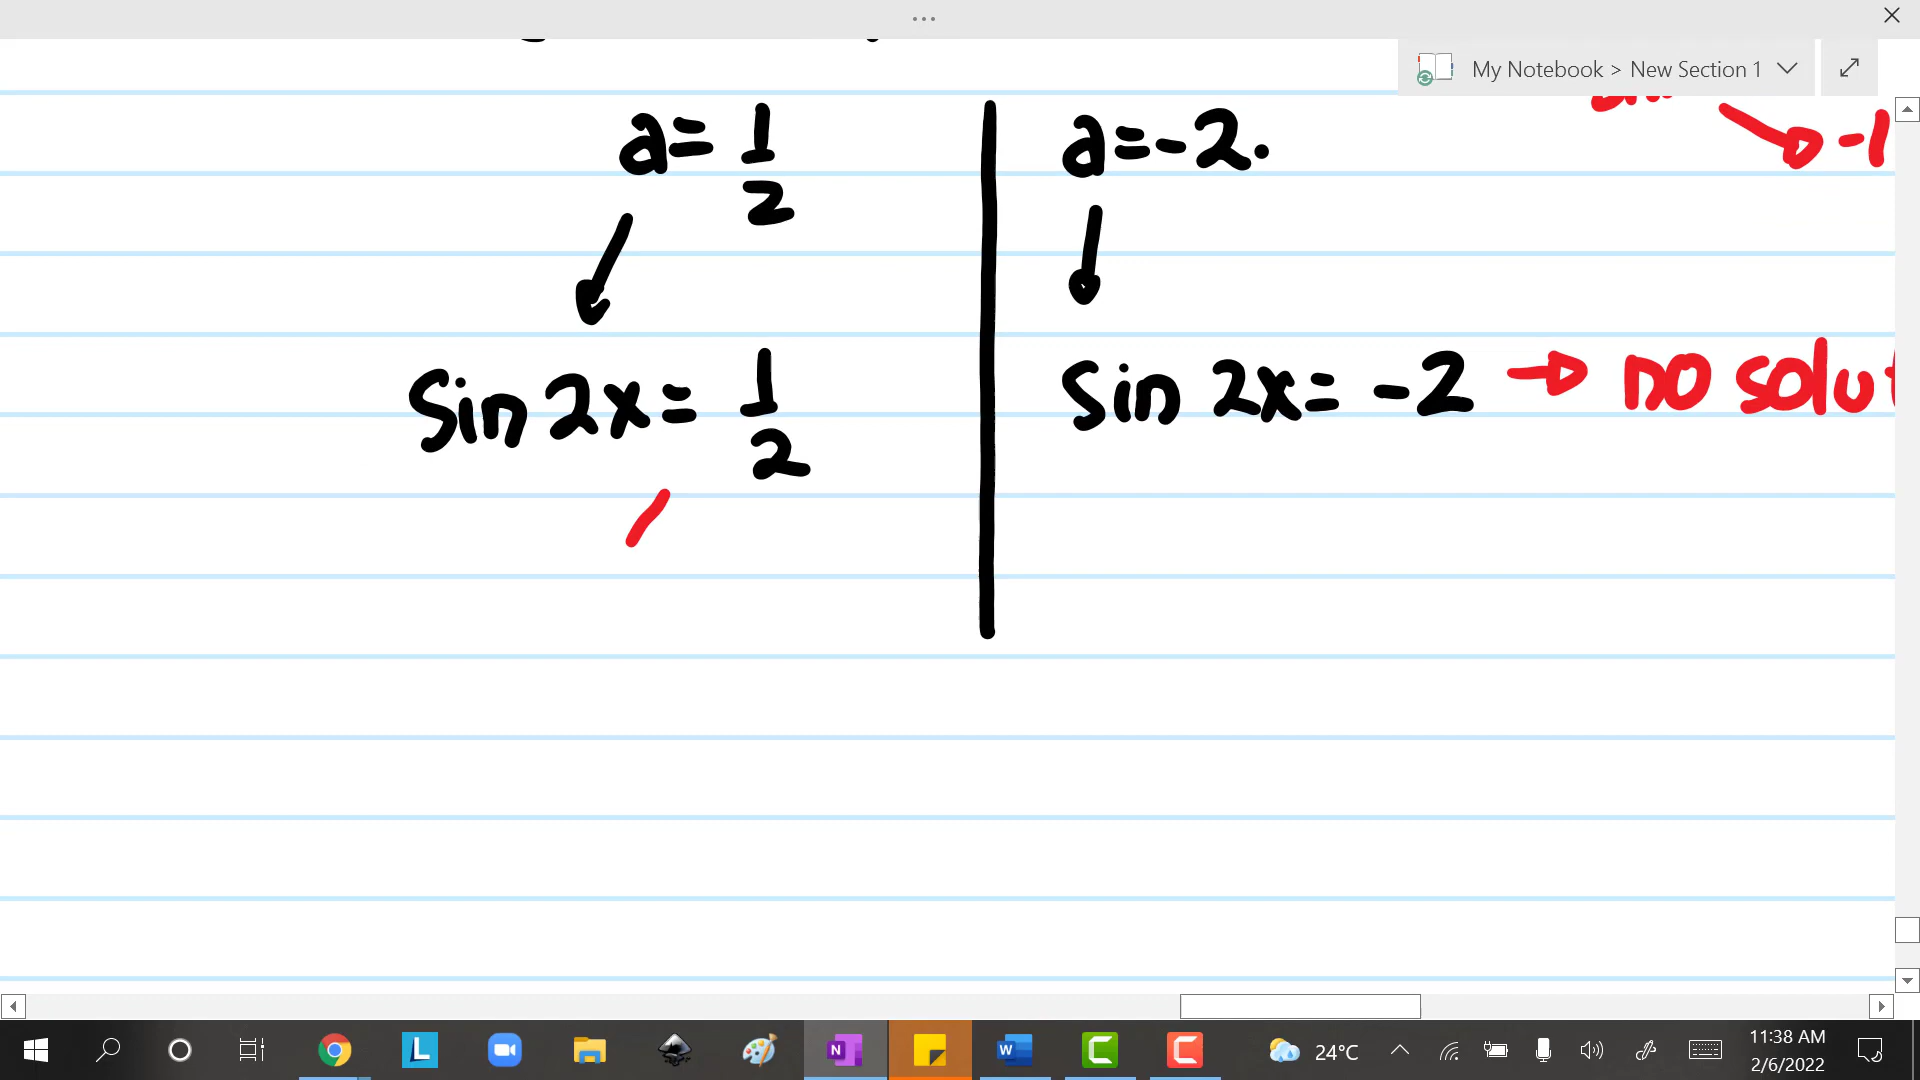 My Notebook > New Section 1
a = 1/2
a = -2.
-1
sin 2x = 1/2
sin 2x = -2 → no solut
24°C
11:38 AM
2/6/2022